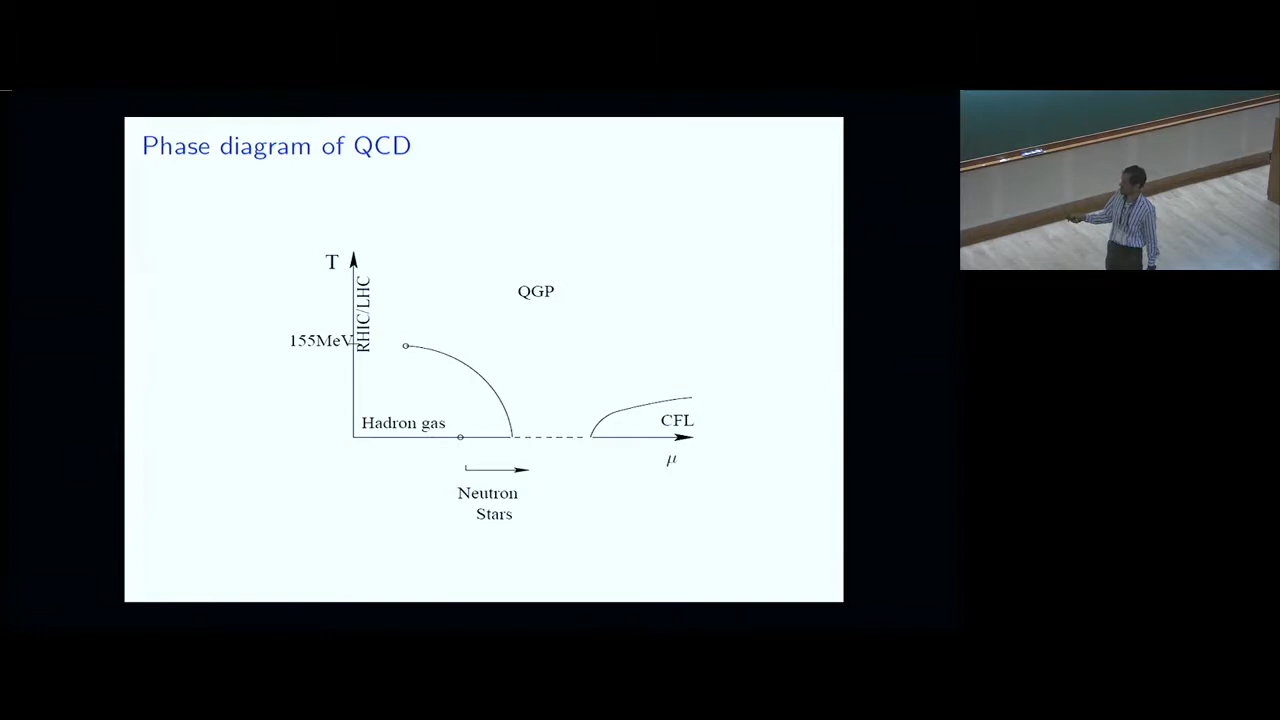 Phase diagram of QCD
T
RHIC/LHC
QGP
155MeV
Hadron gas
CFL
μ
Neutron
Stars